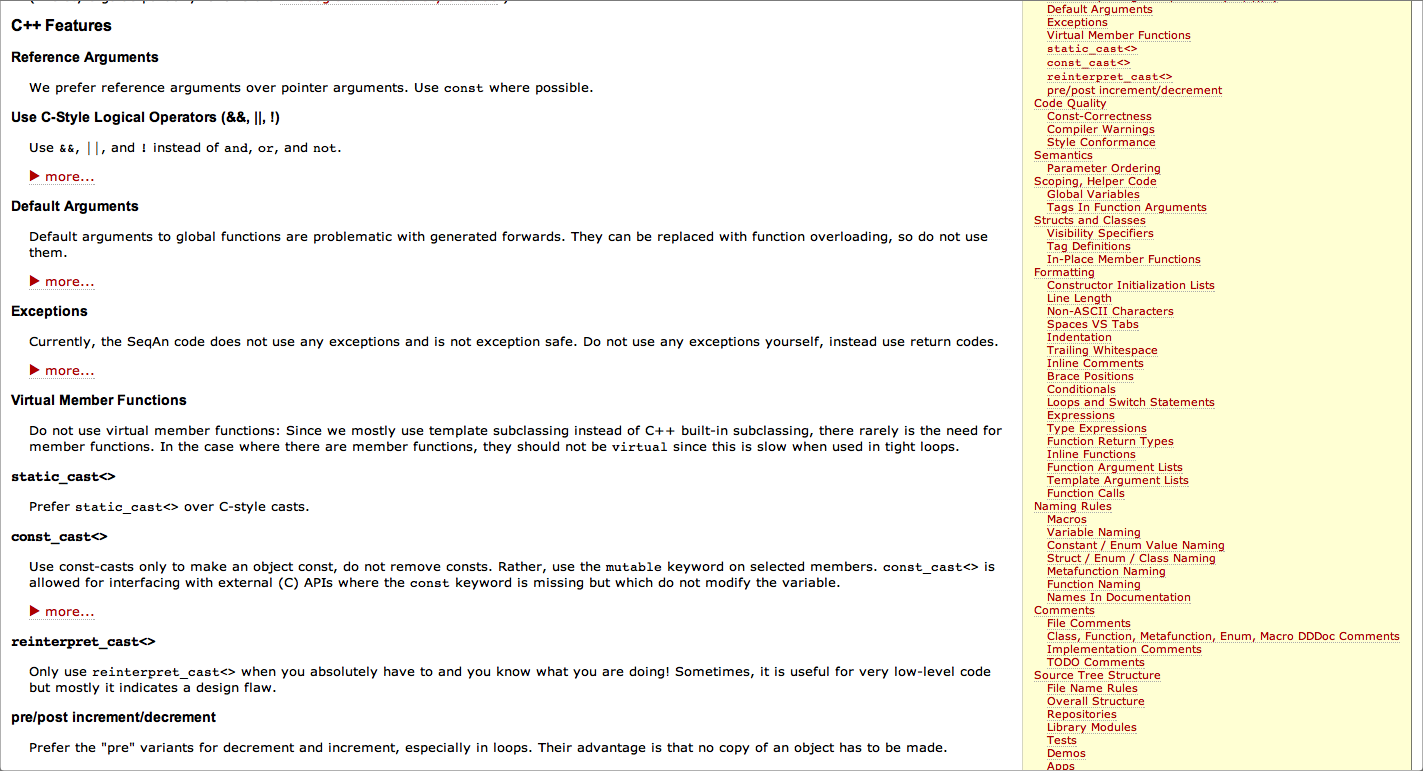 C++ Features
Reference Arguments
We prefer reference arguments over pointer arguments. Use const where possible.
Use C-Style Logical Operators (&&, ||, !)
Use &&, ||, and ! instead of and, or, and not.
▶ more...
Default Arguments
Default arguments to global functions are problematic with generated forwards. They can be replaced with function overloading, so do not use
them.
▶ more...
Exceptions
Currently, the SeqAn code does not use any exceptions and is not exception safe. Do not use any exceptions yourself, instead use return codes.
▶ more...
Virtual Member Functions
Do not use virtual member functions: Since we mostly use template subclassing instead of C++ built-in subclassing, there rarely is the need for
member functions. In the case where there are member functions, they should not be virtual since this is slow when used in tight loops.
static_cast<>
Prefer static_cast<> over C-style casts.
const_cast<>
Use const-casts only to make an object const, do not remove consts. Rather, use the mutable keyword on selected members. const_cast<> is
allowed for interfacing with external (C) APIs where the const keyword is missing but which do not modify the variable.
▶ more...
reinterpret_cast<>
Only use reinterpret_cast<> when you absolutely have to and you know what you are doing! Sometimes, it is useful for very low-level code
but mostly it indicates a design flaw.
pre/post increment/decrement
Prefer the "pre" variants for decrement and increment, especially in loops. Their advantage is that no copy of an object has to be made.
Default Arguments
Exceptions
Virtual Member Functions
static_cast<>
const_cast<>
reinterpret_cast<>
pre/post increment/decrement
Code Quality
Const-Correctness
Compiler Warnings
Style Conformance
Semantics
Parameter Ordering
Scoping, Helper Code
Global Variables
Tags In Function Arguments
Structs and Classes
Visibility Specifiers
Tag Definitions
In-Place Member Functions
Formatting
Constructor Initialization Lists
Line Length
Non-ASCII Characters
Spaces VS Tabs
Indentation
Trailing Whitespace
Inline Comments
Brace Positions
Conditionals
Loops and Switch Statements
Expressions
Type Expressions
Function Return Types
Inline Functions
Function Argument Lists
Template Argument Lists
Function Calls
Naming Rules
Macros
Variable Naming
Constant / Enum Value Naming
Struct / Enum / Class Naming
Metafunction Naming
Function Naming
Names In Documentation
Comments
File Comments
Class, Function, Metafunction, Enum, Macro DDDoc Comments
Implementation Comments
TODO Comments
Source Tree Structure
File Name Rules
Overall Structure
Repositories
Library Modules
Tests
Demos
Apps